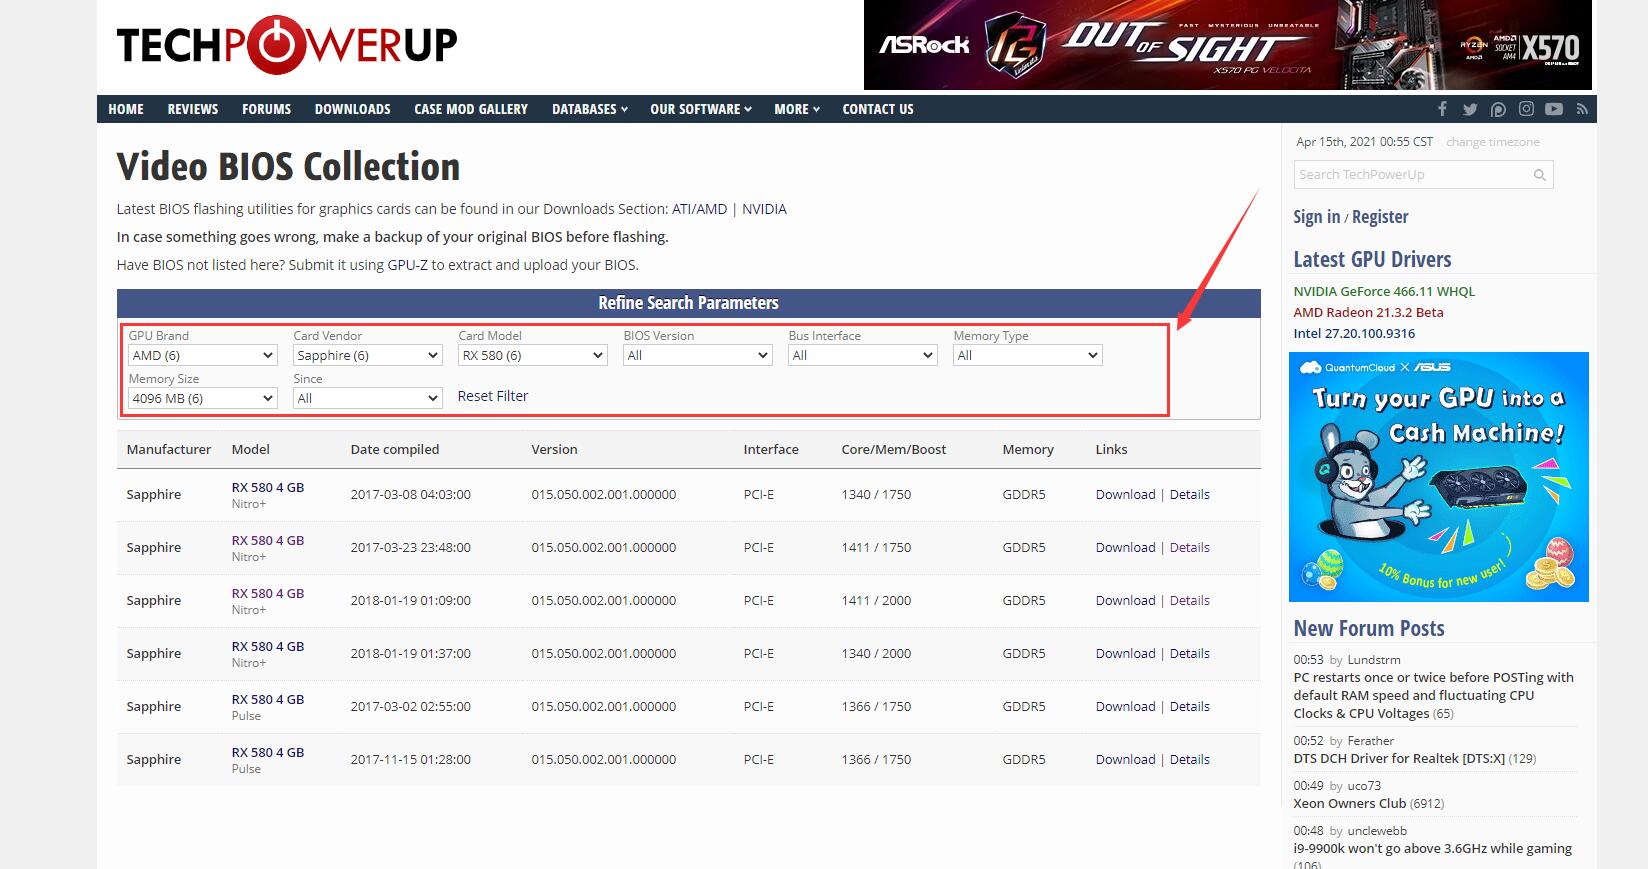 TECHPOWERUP
ASRock
FAST MYSTERIOUS UNBEATABLE
OUT OF SIGHT
X570 PG VELOCITA
RYZEN AMD
AMD SOCKET AM4
X570
HOME REVIEWS FORUMS DOWNLOADS CASE MOD GALLERY DATABASES OUR SOFTWARE MORE CONTACT US
Video BIOS Collection
Latest BIOS flashing utilities for graphics cards can be found in our Downloads Section: ATI/AMD | NVIDIA
In case something goes wrong, make a backup of your original BIOS before flashing.
Have BIOS not listed here? Submit it using GPU-Z to extract and upload your BIOS.
Refine Search Parameters
GPU Brand Card Vendor Card Model BIOS Version Bus Interface Memory Type
AMD (6) Sapphire (6) RX 580 (6) All All All
Memory Size Since
4096 MB (6) All Reset Filter
Manufacturer Model Date compiled Version Interface Core/Mem/Boost Memory Links
Sapphire RX 580 4 GB 2017-03-08 04:03:00 015.050.002.001.000000 PCI-E 1340 / 1750 GDDR5 Download | Details
Nitro+
Sapphire RX 580 4 GB 2017-03-23 23:48:00 015.050.002.001.000000 PCI-E 1411 / 1750 GDDR5 Download | Details
Nitro+
Sapphire RX 580 4 GB 2018-01-19 01:09:00 015.050.002.001.000000 PCI-E 1411 / 2000 GDDR5 Download | Details
Nitro+
Sapphire RX 580 4 GB 2018-01-19 01:37:00 015.050.002.001.000000 PCI-E 1340 / 2000 GDDR5 Download | Details
Nitro+
Sapphire RX 580 4 GB 2017-03-02 02:55:00 015.050.002.001.000000 PCI-E 1366 / 1750 GDDR5 Download | Details
Pulse
Sapphire RX 580 4 GB 2017-11-15 01:28:00 015.050.002.001.000000 PCI-E 1366 / 1750 GDDR5 Download | Details
Pulse
Apr 15th, 2021 00:55 CST change timezone
Search TechPowerUp
Sign in / Register
Latest GPU Drivers
NVIDIA GeForce 466.11 WHQL
AMD Radeon 21.3.2 Beta
Intel 27.20.100.9316
QuantumCloud X ASUS
Turn your GPU into a
Cash Machine!
10% Bonus for new user!
New Forum Posts
00:53 by Lundstrm
PC restarts once or twice before POSTing with
default RAM speed and fluctuating CPU
Clocks & CPU Voltages (65)
00:52 by Ferather
DTS DCH Driver for Realtek [DTS:X] (129)
00:49 by uco73
Xeon Owners Club (6912)
00:48 by unclewebb
i9-9900k won't go above 3.6GHz while gaming
(106)